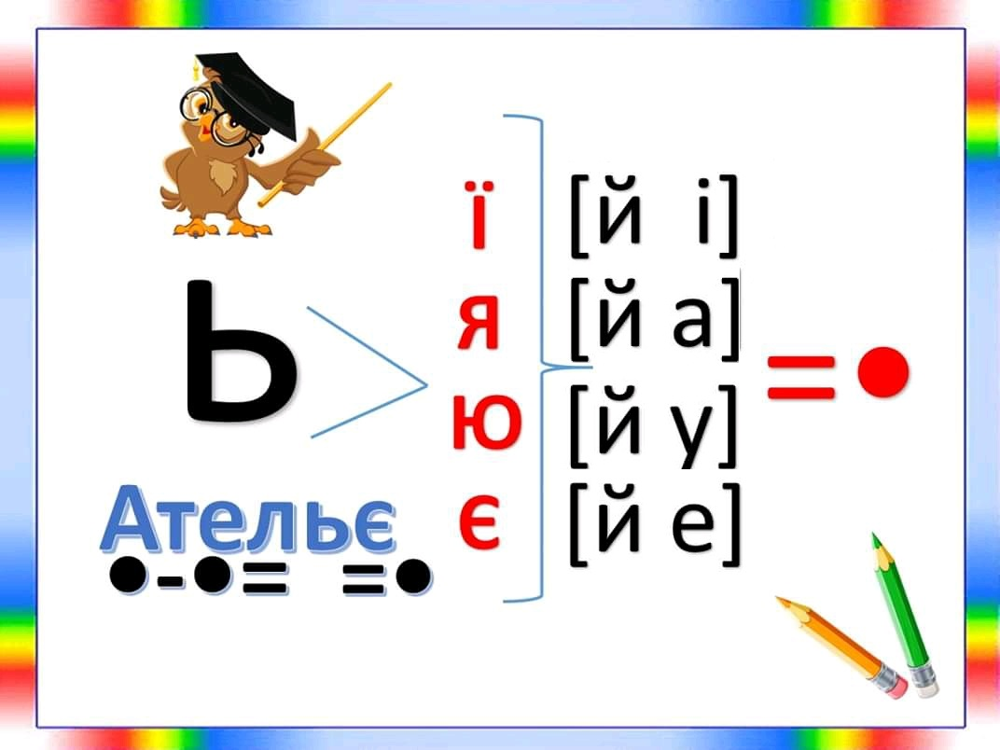 ь
ї [й і]
я [й а]
ю [й у]
є [й е]
=●
Ательє
●-●= =●